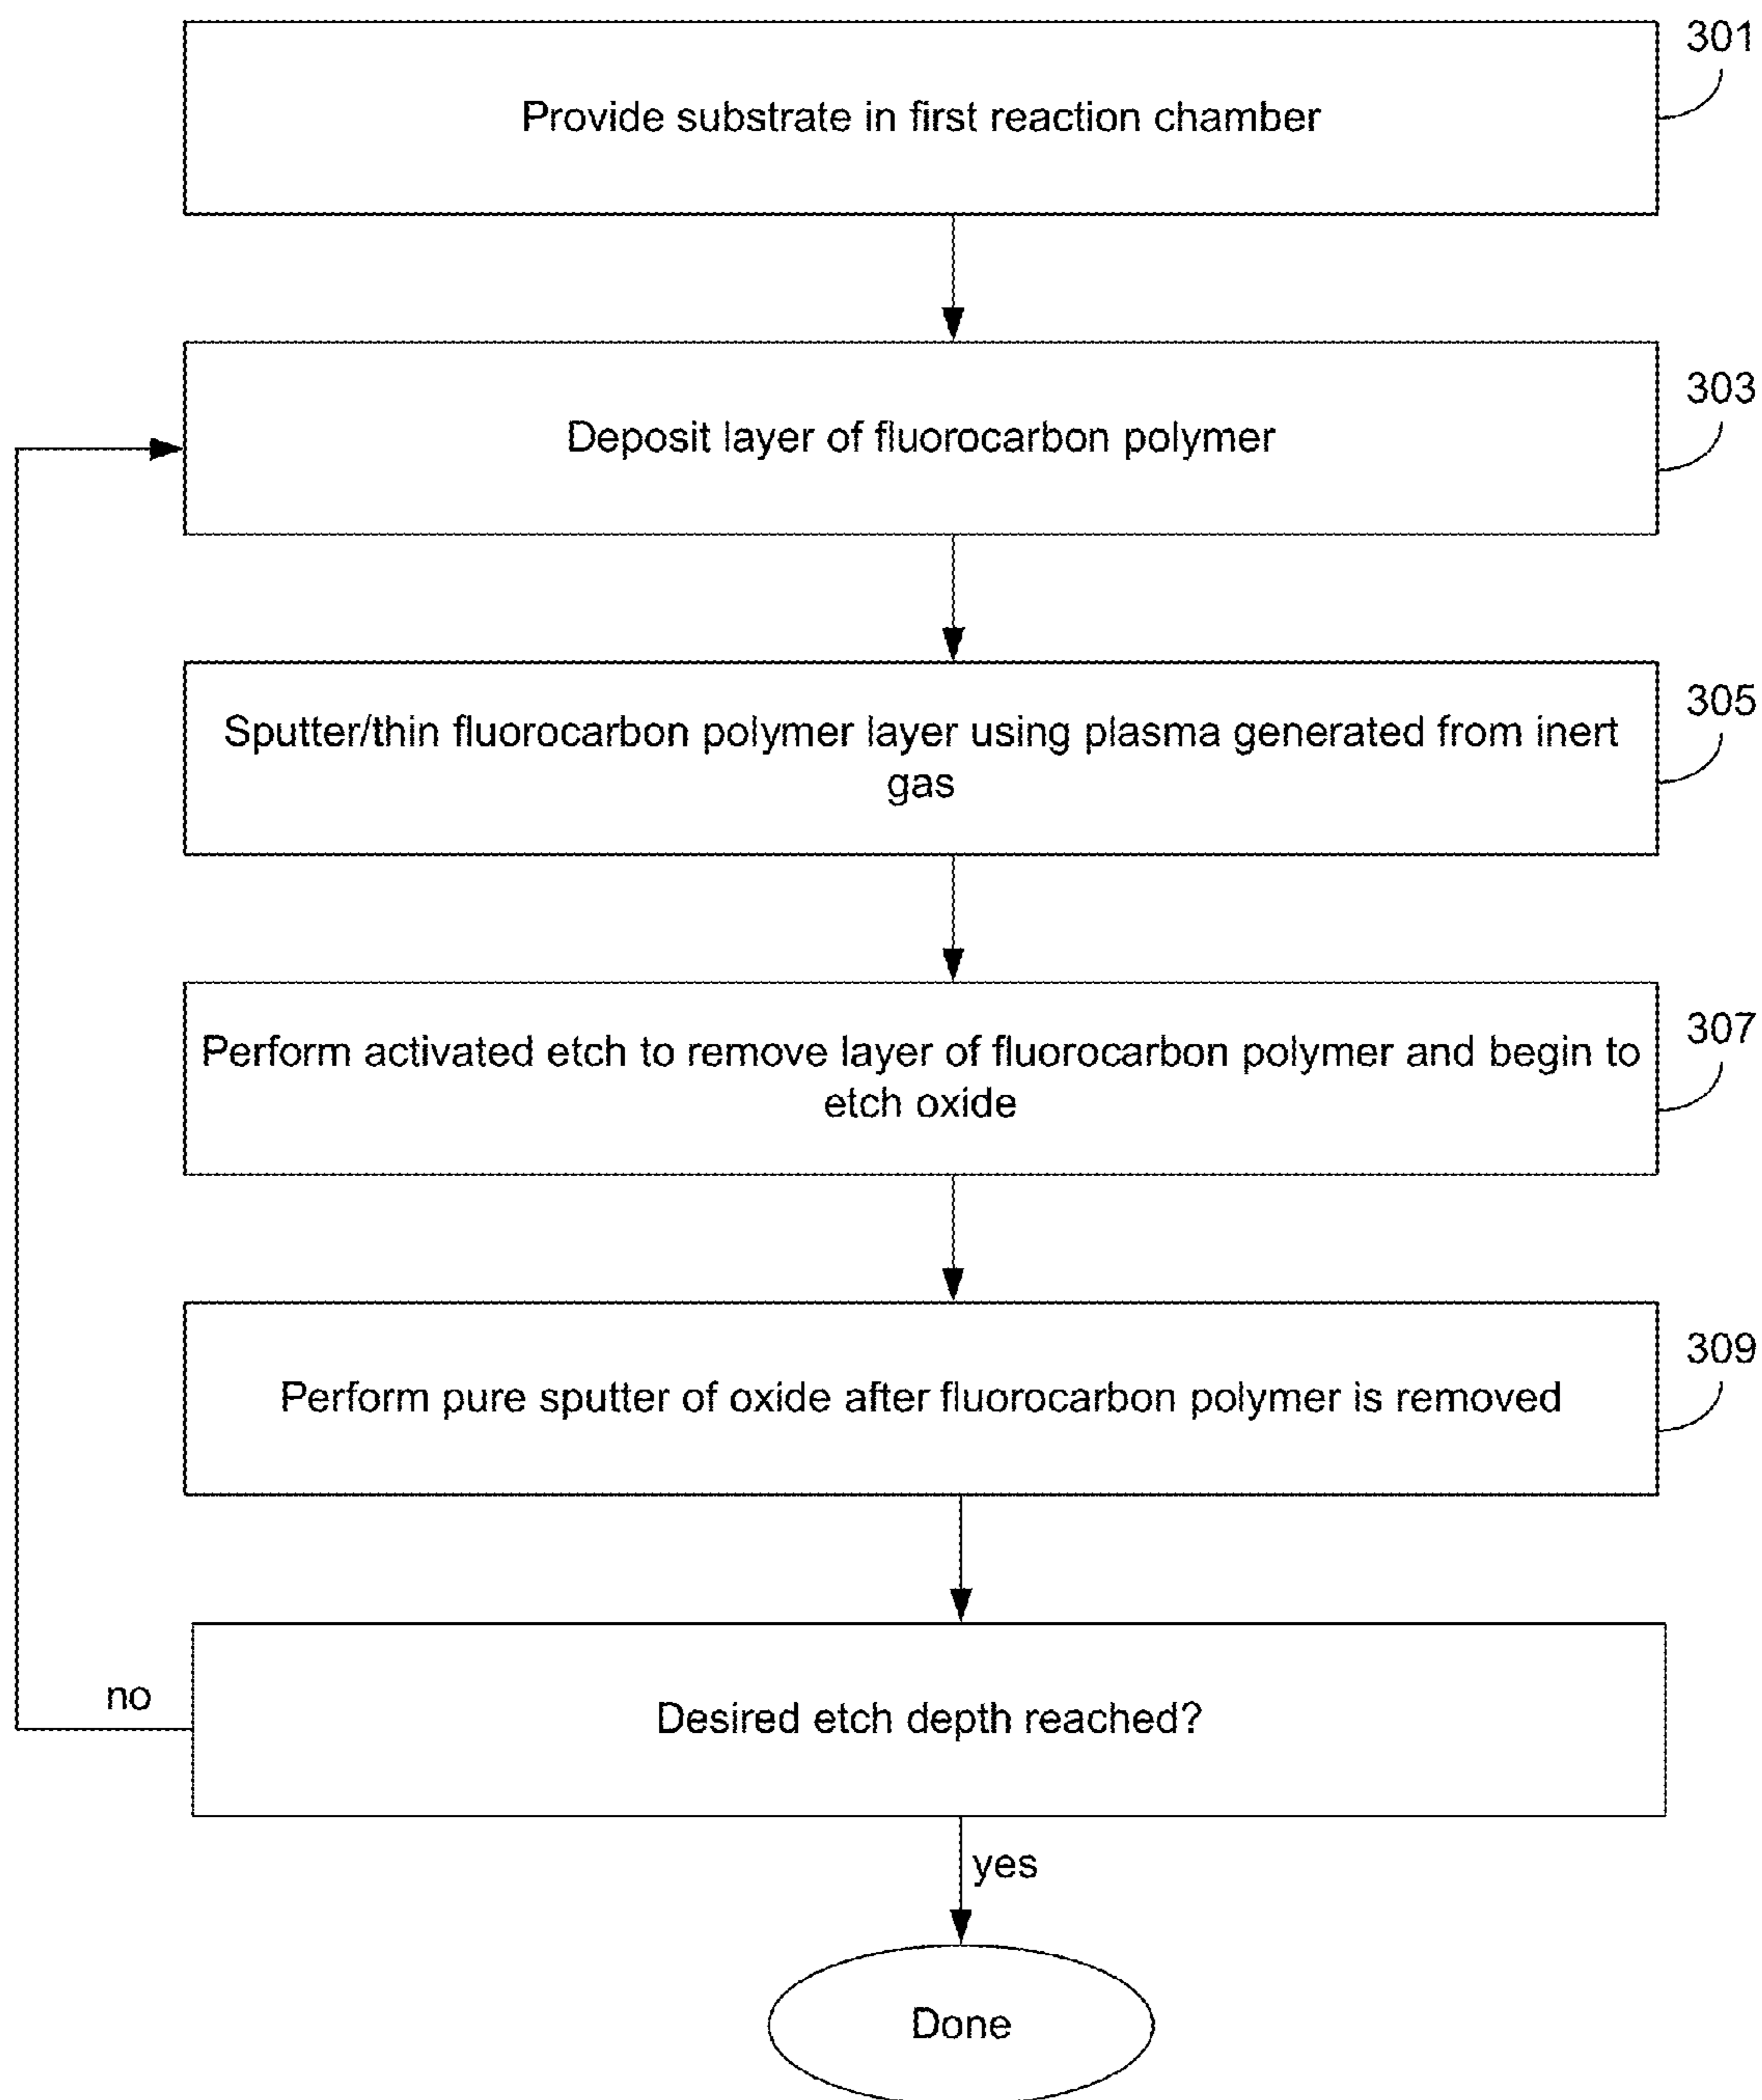 301
Provide substrate in first reaction chamber
303
Deposit layer of fluorocarbon polymer
305
Sputter/thin fluorocarbon polymer layer using plasma generated from inert
gas
307
Perform activated etch to remove layer of fluorocarbon polymer and begin to
etch oxide
309
Perform pure sputter of oxide after fluorocarbon polymer is removed
no
Desired etch depth reached?
yes
Done